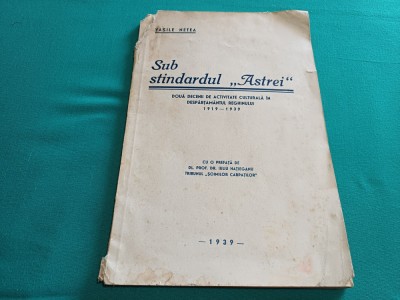 VASILE NETEA
Sub
stindardul „Astrei“
DOUĂ DECENII DE ACTIVITATE CULTURALĂ ÎN
DESPĂRȚĂMÂNTUL REGHINULUI
1919—1939
CU O PREFAȚĂ DE
DL. PROF. DR. IULIU HAȚIEGANU
TRIBUNUL „ȘOIMILOR CARPAȚILOR“
—1939—